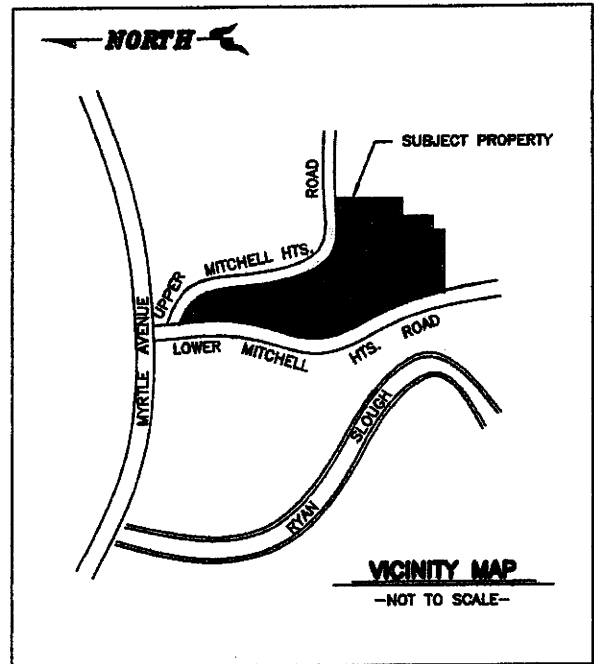 NORTH
SUBJECT PROPERTY
UPPER MITCHELL HTS. ROAD
MYRTLE AVENUE
LOWER MITCHELL HTS. ROAD
RYAN SLOUGH
VICINITY MAP
-NOT TO SCALE-